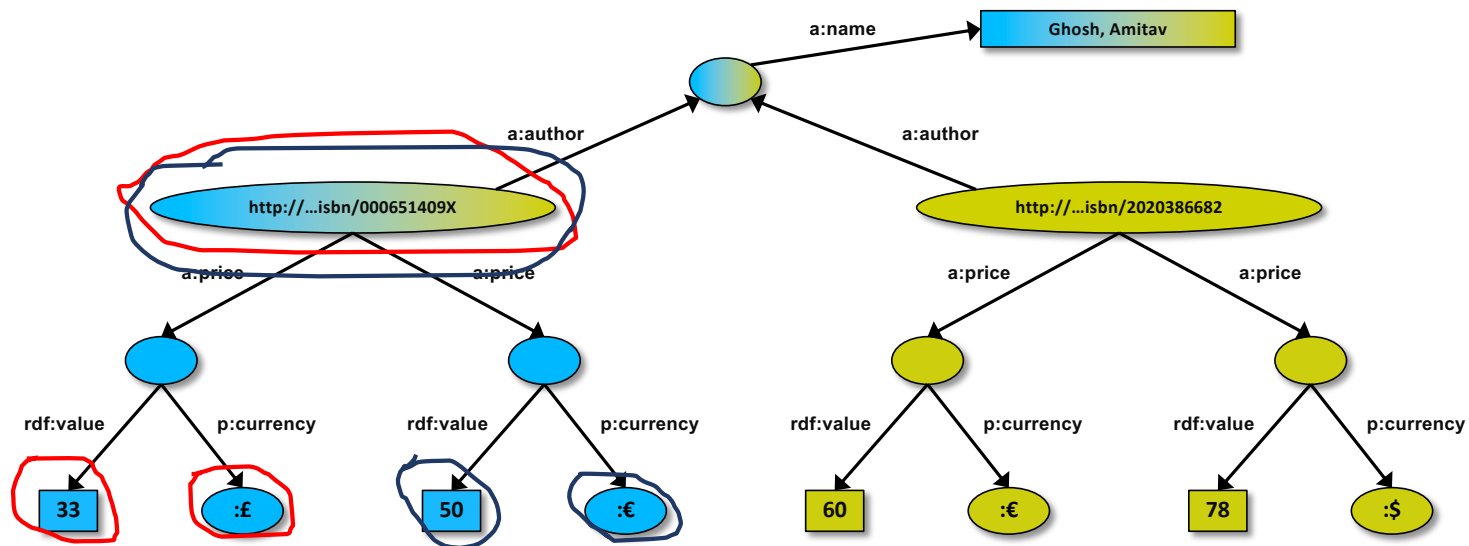 a:name
Ghosh, Amitav
a:author
a:author
http://...isbn/000651409X
http://...isbn/2020386682
a:price
a:price
a:price
a:price
rdf:value
p:currency
rdf:value
p:currency
rdf:value
p:currency
rdf:value
p:currency
33
:£
50
:€
60
:€
78
:$